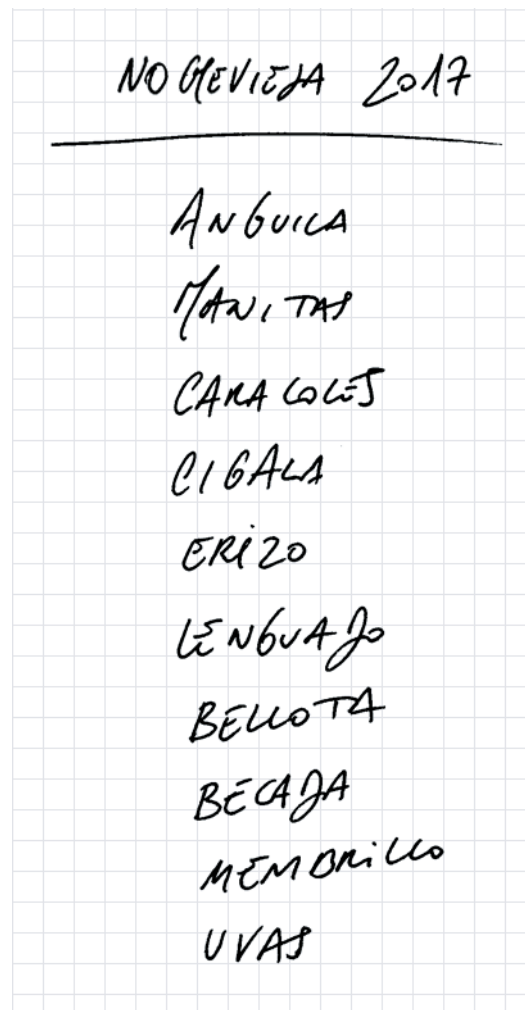 NOCHEVIEJA 2017
ANGUILA
MANITAS
CARACOLES
CIGALA
ERIZO
LENGUADO
BELLOTA
BECADA
MEMBRILLO
UVAS